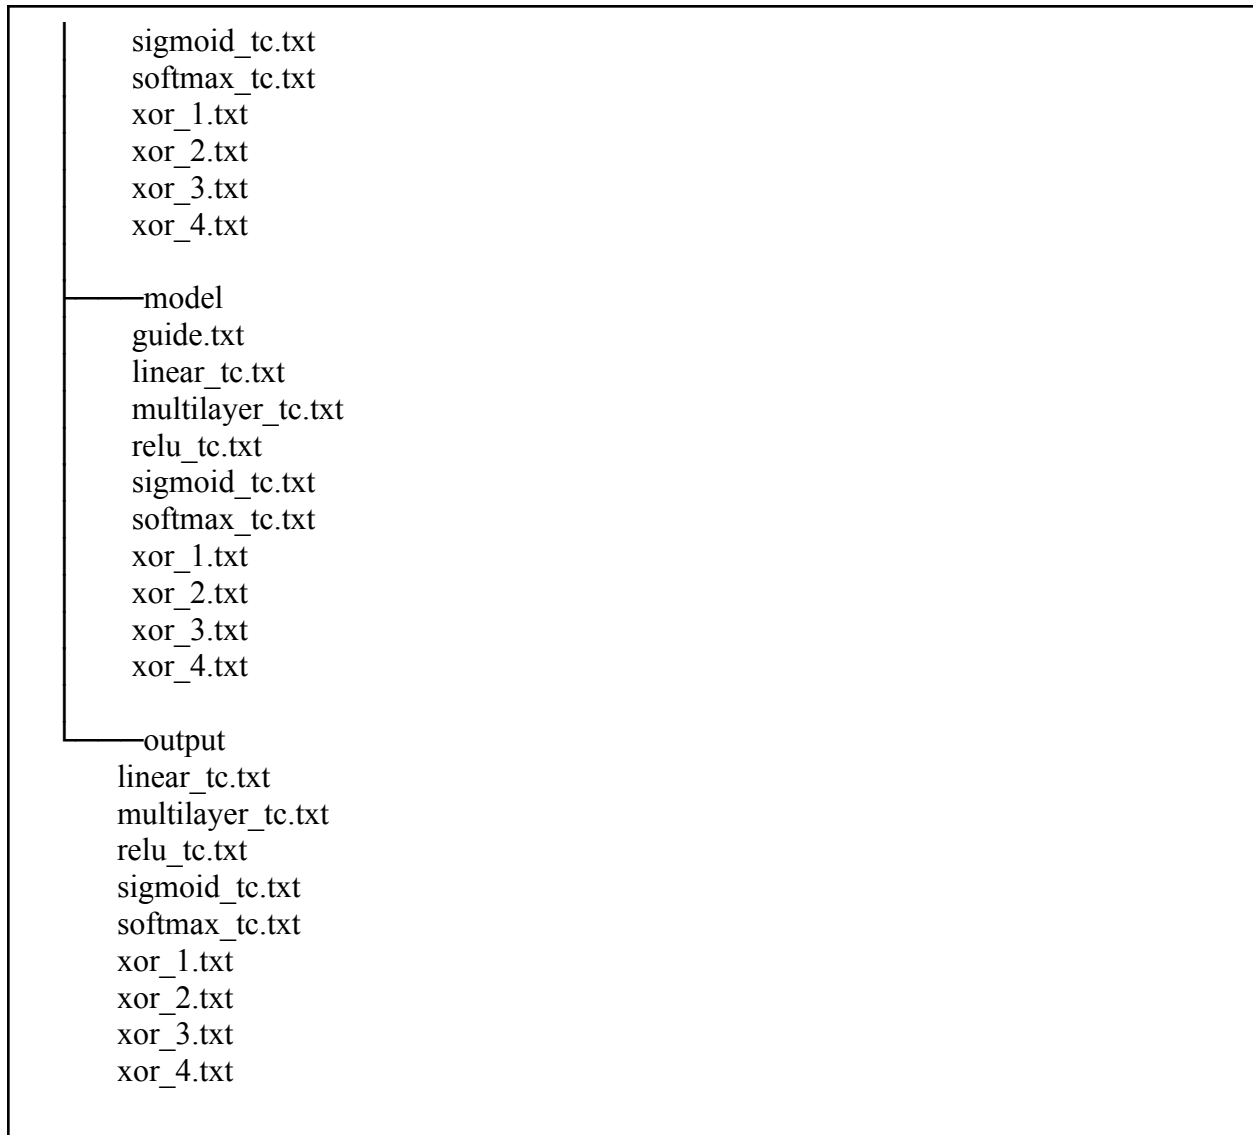 sigmoid_tc.txt
softmax_tc.txt
xor_1.txt
xor_2.txt
xor_3.txt
xor_4.txt
model
guide.txt
linear_tc.txt
multilayer_tc.txt
relu_tc.txt
sigmoid_tc.txt
softmax_tc.txt
xor_1.txt
xor_2.txt
xor_3.txt
xor_4.txt
output
linear_tc.txt
multilayer_tc.txt
relu_tc.txt
sigmoid_tc.txt
softmax_tc.txt
xor_1.txt
xor_2.txt
xor_3.txt
xor_4.txt